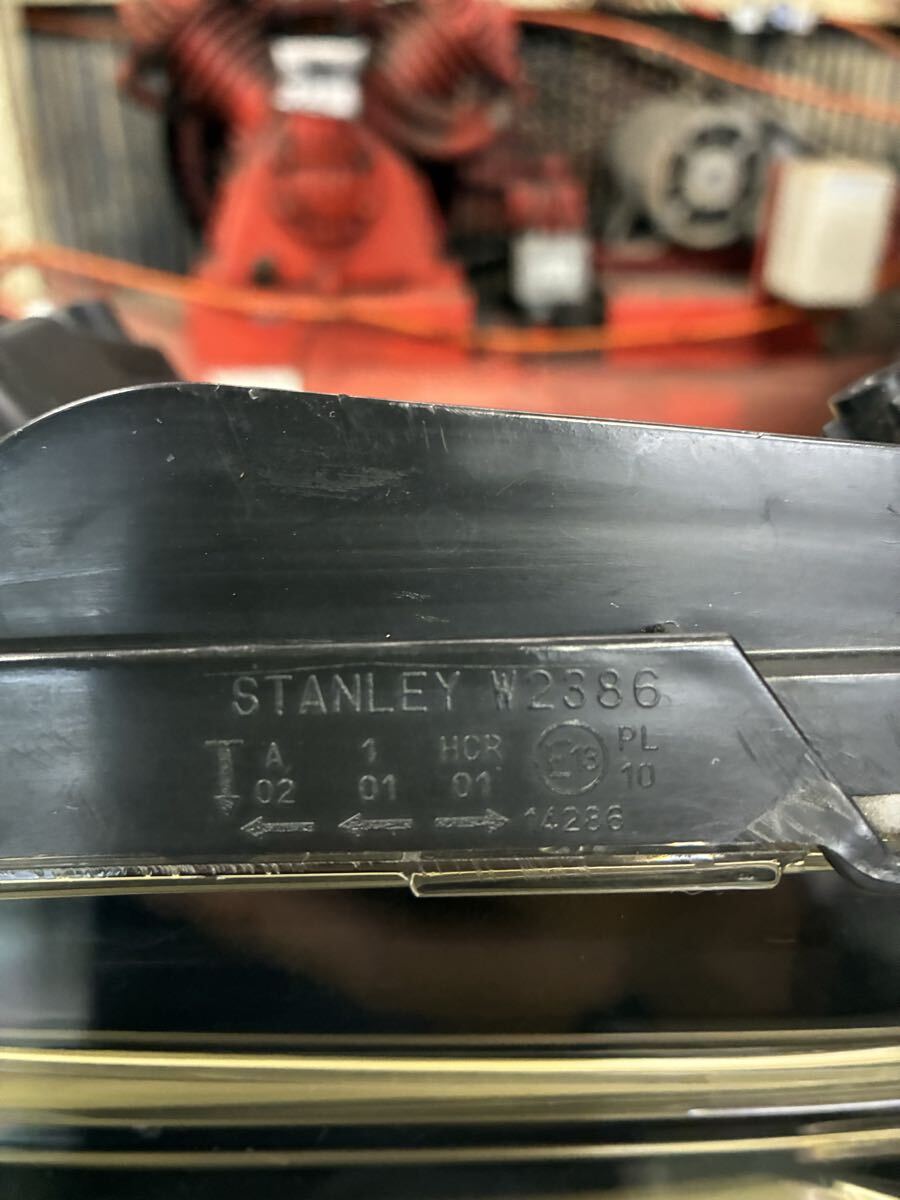 STANLEY W2386
A 1 HCR E13 PL
02 01 01 10
14286